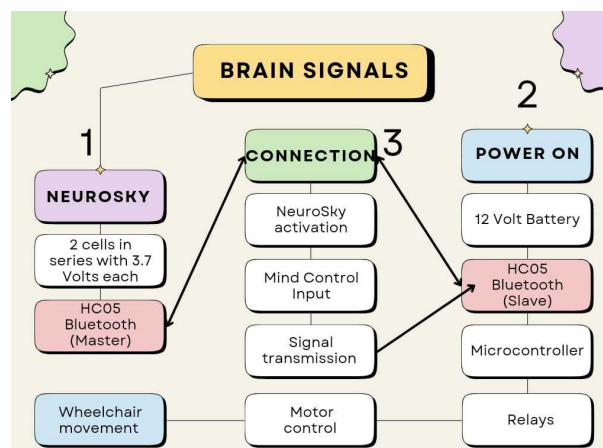 BRAIN SIGNALS
1
NEUROSKY
2 cells in
series with 3.7
Volts each
HC05
Bluetooth
(Master)
CONNECTION
3
NeuroSky
activation
Mind Control
Input
Signal
transmission
2
POWER ON
12 Volt Battery
HC05
Bluetooth
(Slave)
Microcontroller
Relays
Motor
control
Wheelchair
movement